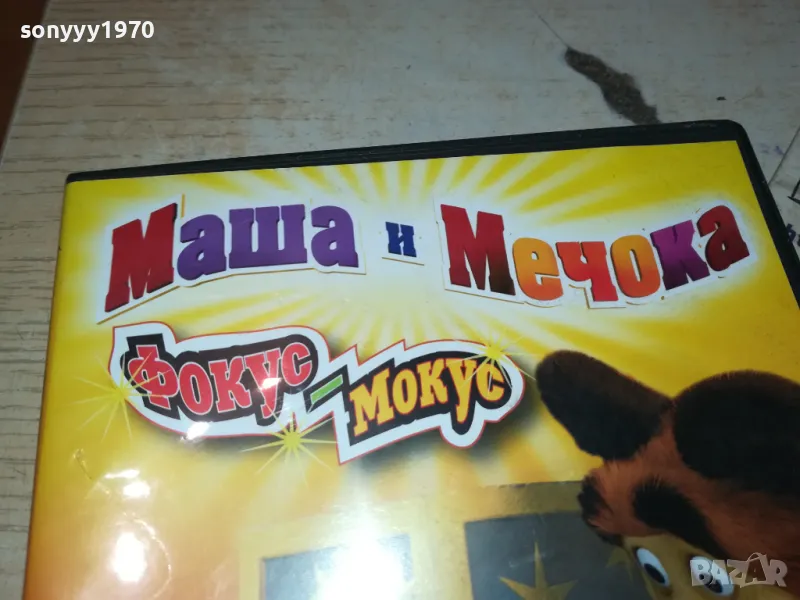 sonyyy1970
Маша и Мечока
Фокус-Мокус
BAZAR